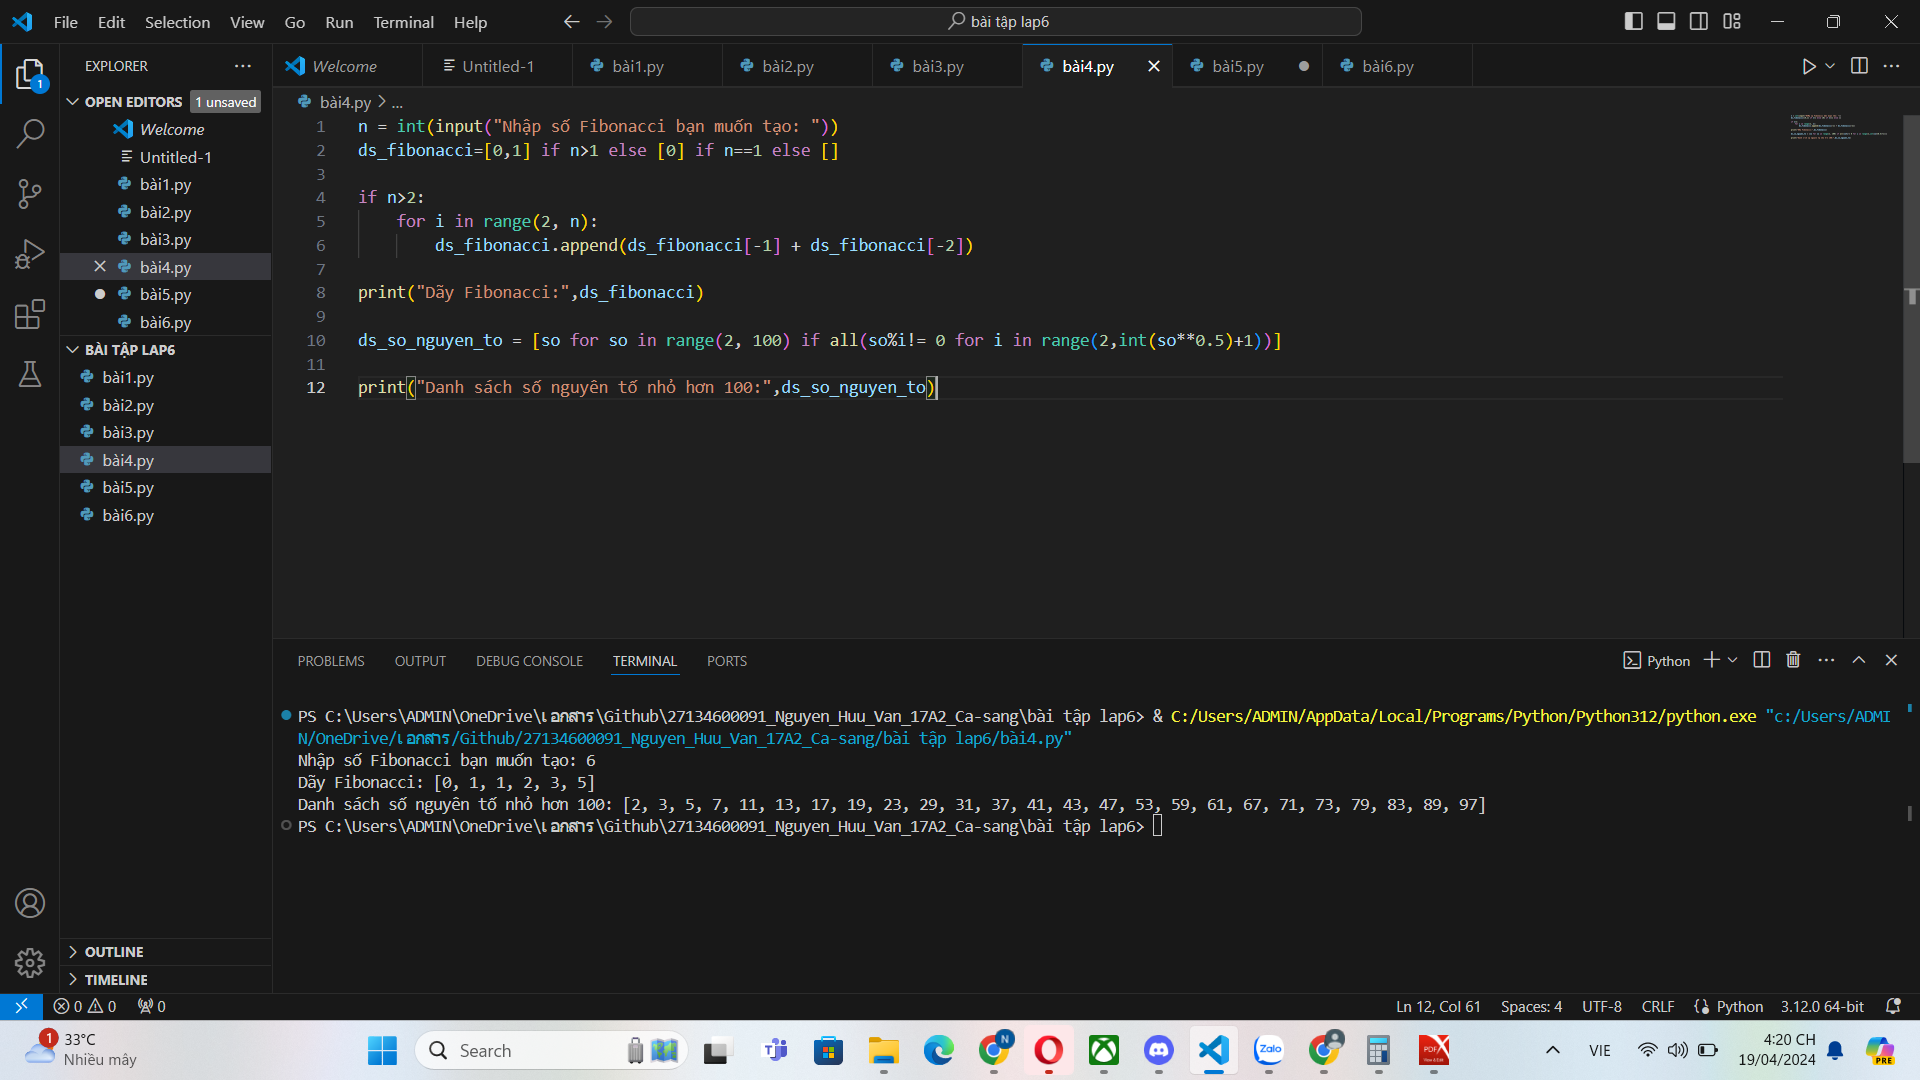 File Edit Selection View Go Run Terminal Help
bài tập lap6
EXPLORER
Welcome
Untitled-1
bài1.py
bài2.py
bài3.py
bài4.py
bài5.py
bài6.py
1
OPEN EDITORS 1 unsaved
Welcome
Untitled-1
bài1.py
bài2.py
bài3.py
bài4.py
bài5.py
bài6.py
BÀI TẬP LAP6
bài1.py
bài2.py
bài3.py
bài4.py
bài5.py
bài6.py
OUTLINE
TIMELINE
bài4.py > ...
1 n = int(input("Nhập số Fibonacci bạn muốn tạo: "))
2 ds_fibonacci=[0,1] if n>1 else [0] if n==1 else []
3
4 if n>2:
5 for i in range(2, n):
6 ds_fibonacci.append(ds_fibonacci[-1] + ds_fibonacci[-2])
7
8 print("Dãy Fibonacci:",ds_fibonacci)
9
10 ds_so_nguyen_to = [so for so in range(2, 100) if all(so%i!= 0 for i in range(2,int(so**0.5)+1))]
11
12 print("Danh sách số nguyên tố nhỏ hơn 100:",ds_so_nguyen_to)
PROBLEMS OUTPUT DEBUG CONSOLE TERMINAL PORTS
Python
PS C:\Users\ADMIN\OneDrive\เอกสาร\Github\27134600091_Nguyen_Huu_Van_17A2_Ca-sang\bài tập lap6> & C:/Users/ADMIN/AppData/Local/Programs/Python/Python312/python.exe "c:/Users/ADMI
N/OneDrive/เอกสาร/Github/27134600091_Nguyen_Huu_Van_17A2_Ca-sang/bài tập lap6/bài4.py"
Nhập số Fibonacci bạn muốn tạo: 6
Dãy Fibonacci: [0, 1, 1, 2, 3, 5]
Danh sách số nguyên tố nhỏ hơn 100: [2, 3, 5, 7, 11, 13, 17, 19, 23, 29, 31, 37, 41, 43, 47, 53, 59, 61, 67, 71, 73, 79, 83, 89, 97]
PS C:\Users\ADMIN\OneDrive\เอกสาร\Github\27134600091_Nguyen_Huu_Van_17A2_Ca-sang\bài tập lap6>
0 0 0
Ln 12, Col 61 Spaces: 4 UTF-8 CRLF Python 3.12.0 64-bit
1
33°C
Nhiều mây
Search
N
Zalo
PDF
VIE
4:20 CH
19/04/2024
PRE